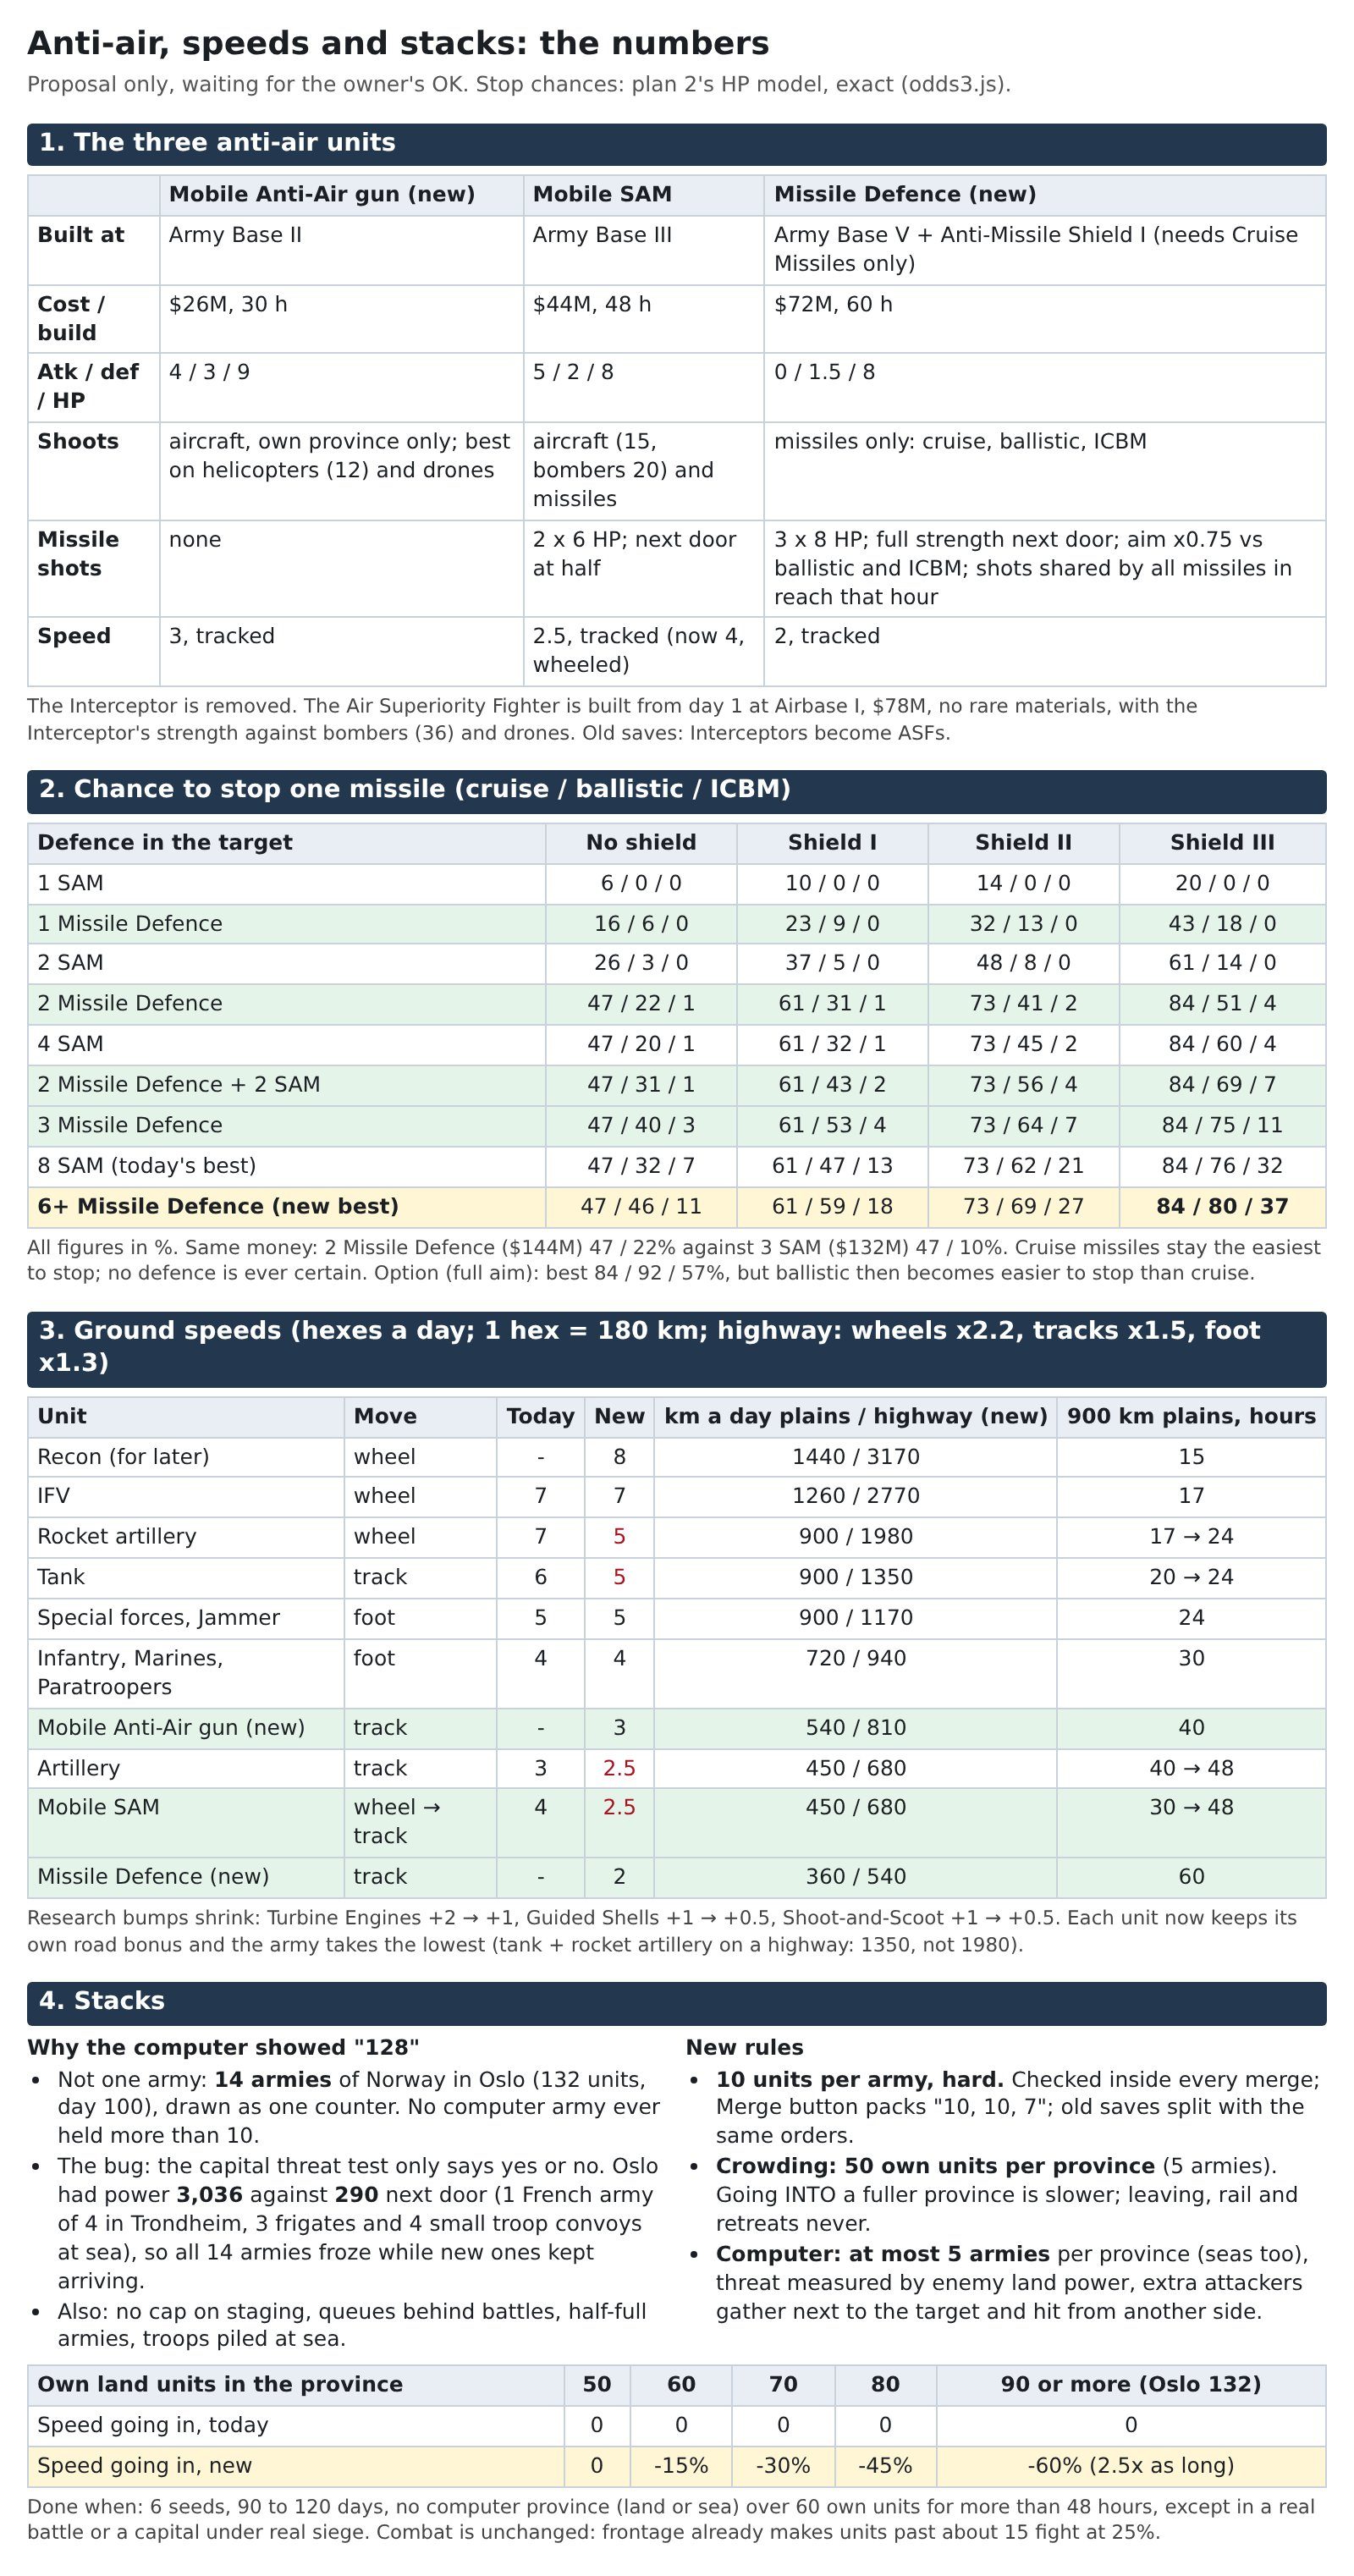 Anti-air, speeds and stacks: the numbers
Proposal only, waiting for the owner's OK. Stop chances: plan 2's HP model, exact (odds3.js).
1. The three anti-air units
Mobile Anti-Air gun (new) Mobile SAM Missile Defence (new)
Built at Army Base II Army Base III Army Base V + Anti-Missile Shield I (needs Cruise
Missiles only)
Cost / $26M, 30 h $44M, 48 h $72M, 60 h
build
Atk / def 4 / 3 / 9 5 / 2 / 8 0 / 1.5 / 8
/ HP
Shoots aircraft, own province only; best aircraft (15, missiles only: cruise, ballistic, ICBM
on helicopters (12) and drones bombers 20) and
missiles
Missile none 2 x 6 HP; next door 3 x 8 HP; full strength next door; aim x0.75 vs
shots at half ballistic and ICBM; shots shared by all missiles in
reach that hour
Speed 3, tracked 2.5, tracked (now 4, 2, tracked
wheeled)
The Interceptor is removed. The Air Superiority Fighter is built from day 1 at Airbase I, $78M, no rare materials, with the
Interceptor's strength against bombers (36) and drones. Old saves: Interceptors become ASFs.
2. Chance to stop one missile (cruise / ballistic / ICBM)
Defence in the target No shield Shield I Shield II Shield III
1 SAM 6 / 0 / 0 10 / 0 / 0 14 / 0 / 0 20 / 0 / 0
1 Missile Defence 16 / 6 / 0 23 / 9 / 0 32 / 13 / 0 43 / 18 / 0
2 SAM 26 / 3 / 0 37 / 5 / 0 48 / 8 / 0 61 / 14 / 0
2 Missile Defence 47 / 22 / 1 61 / 31 / 1 73 / 41 / 2 84 / 51 / 4
4 SAM 47 / 20 / 1 61 / 32 / 1 73 / 45 / 2 84 / 60 / 4
2 Missile Defence + 2 SAM 47 / 31 / 1 61 / 43 / 2 73 / 56 / 4 84 / 69 / 7
3 Missile Defence 47 / 40 / 3 61 / 53 / 4 73 / 64 / 7 84 / 75 / 11
8 SAM (today's best) 47 / 32 / 7 61 / 47 / 13 73 / 62 / 21 84 / 76 / 32
6+ Missile Defence (new best) 47 / 46 / 11 61 / 59 / 18 73 / 69 / 27 84 / 80 / 37
All figures in %. Same money: 2 Missile Defence ($144M) 47 / 22% against 3 SAM ($132M) 47 / 10%. Cruise missiles stay the easiest
to stop; no defence is ever certain. Option (full aim): best 84 / 92 / 57%, but ballistic then becomes easier to stop than cruise.
3. Ground speeds (hexes a day; 1 hex = 180 km; highway: wheels x2.2, tracks x1.5, foot
x1.3)
Unit Move Today New km a day plains / highway (new) 900 km plains, hours
Recon (for later) wheel - 8 1440 / 3170 15
IFV wheel 7 7 1260 / 2770 17
Rocket artillery wheel 7 5 900 / 1980 17 → 24
Tank track 6 5 900 / 1350 20 → 24
Special forces, Jammer foot 5 5 900 / 1170 24
Infantry, Marines, foot 4 4 720 / 940 30
Paratroopers
Mobile Anti-Air gun (new) track - 3 540 / 810 40
Artillery track 3 2.5 450 / 680 40 → 48
Mobile SAM wheel → 4 2.5 450 / 680 30 → 48
track
Missile Defence (new) track - 2 360 / 540 60
Research bumps shrink: Turbine Engines +2 → +1, Guided Shells +1 → +0.5, Shoot-and-Scoot +1 → +0.5. Each unit now keeps its
own road bonus and the army takes the lowest (tank + rocket artillery on a highway: 1350, not 1980).
4. Stacks
Why the computer showed "128"
• Not one army: 14 armies of Norway in Oslo (132 units,
day 100), drawn as one counter. No computer army ever
held more than 10.
• The bug: the capital threat test only says yes or no. Oslo
had power 3,036 against 290 next door (1 French army
of 4 in Trondheim, 3 frigates and 4 small troop convoys
at sea), so all 14 armies froze while new ones kept
arriving.
• Also: no cap on staging, queues behind battles, half-full
armies, troops piled at sea.
New rules
• 10 units per army, hard. Checked inside every merge;
Merge button packs "10, 10, 7"; old saves split with the
same orders.
• Crowding: 50 own units per province (5 armies).
Going INTO a fuller province is slower; leaving, rail and
retreats never.
• Computer: at most 5 armies per province (seas too),
threat measured by enemy land power, extra attackers
gather next to the target and hit from another side.
Own land units in the province 50 60 70 80 90 or more (Oslo 132)
Speed going in, today 0 0 0 0 0
Speed going in, new 0 -15% -30% -45% -60% (2.5x as long)
Done when: 6 seeds, 90 to 120 days, no computer province (land or sea) over 60 own units for more than 48 hours, except in a real
battle or a capital under real siege. Combat is unchanged: frontage already makes units past about 15 fight at 25%.